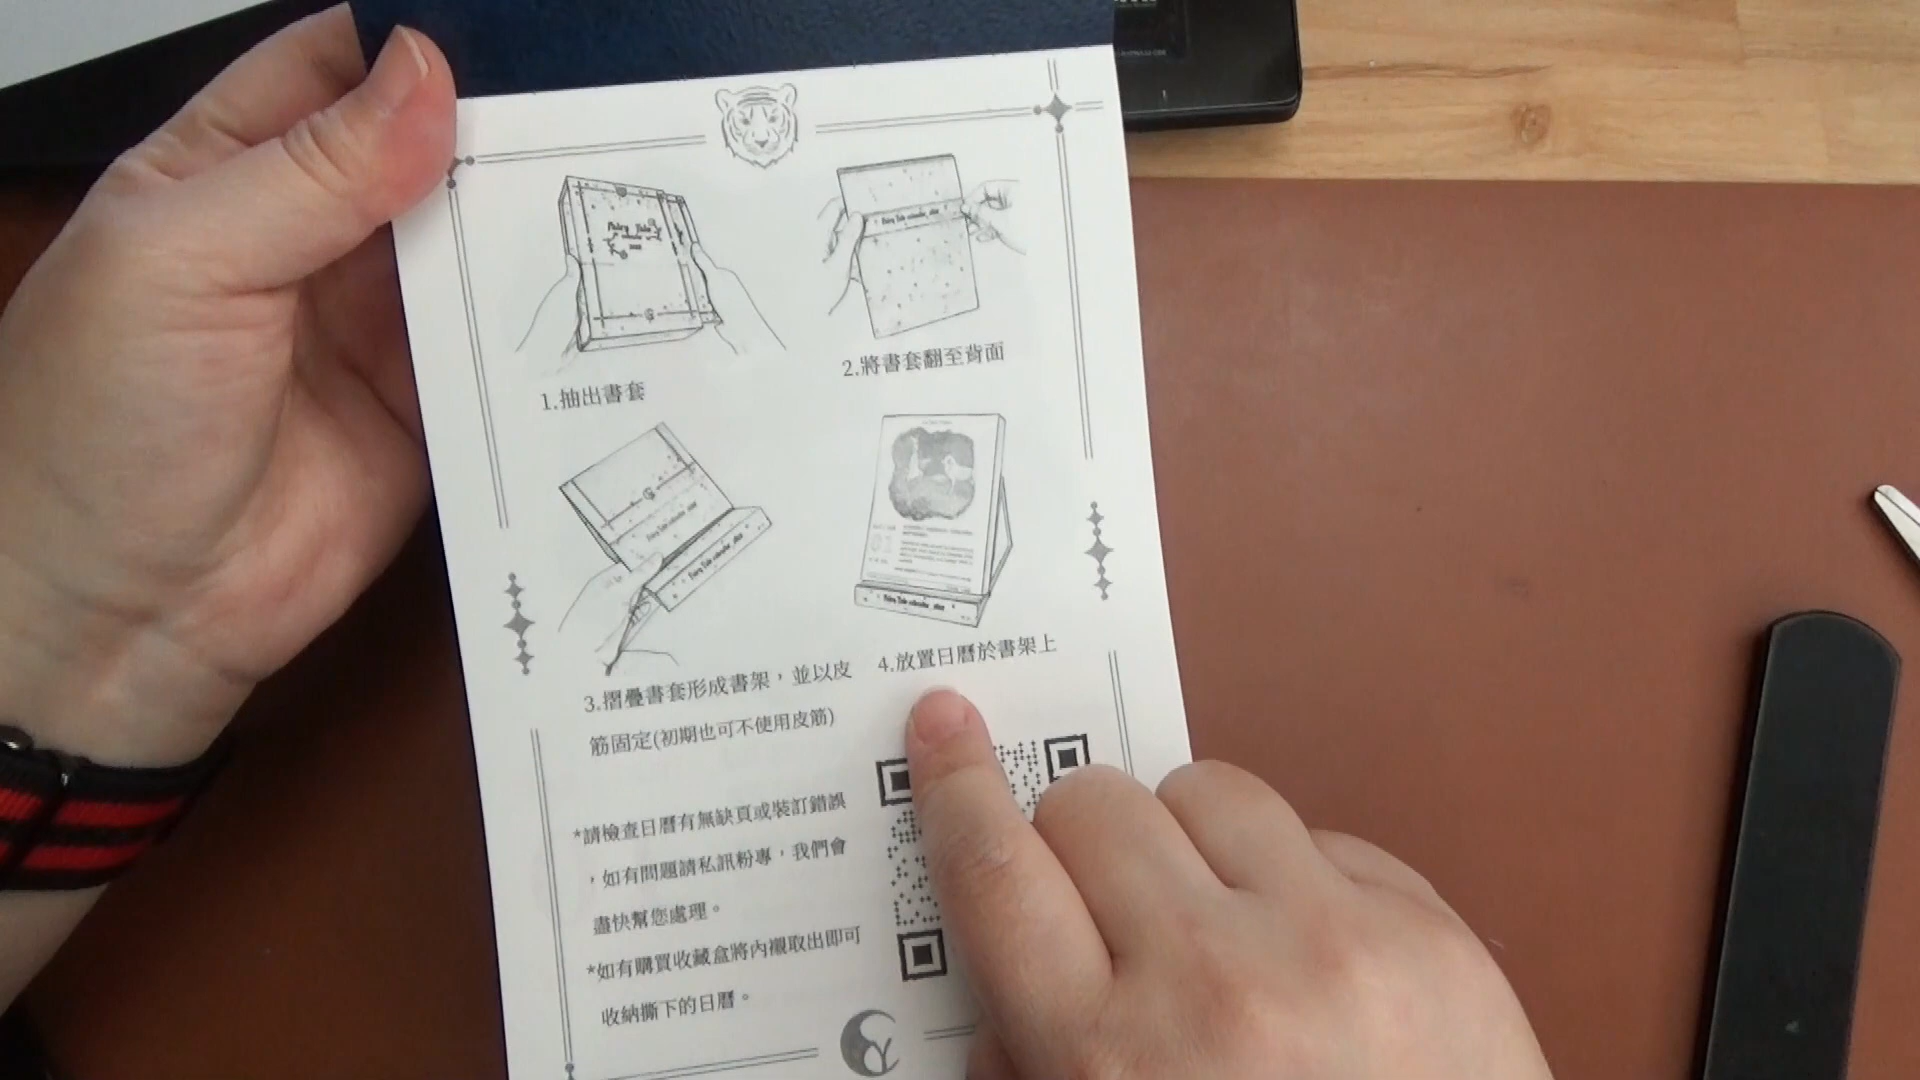 1.抽出書套
2.將書套翻至背面
3.摺疊書套形成書架，並以皮
筋固定(初期也可不使用皮筋)
4.放置日曆於書架上
*請檢查日曆有無缺頁或裝訂錯誤
，如有問題請私訊粉專，我們會
盡快幫您處理。
*如有購買收藏盒將內襯取出即可
收納撕下的日曆。